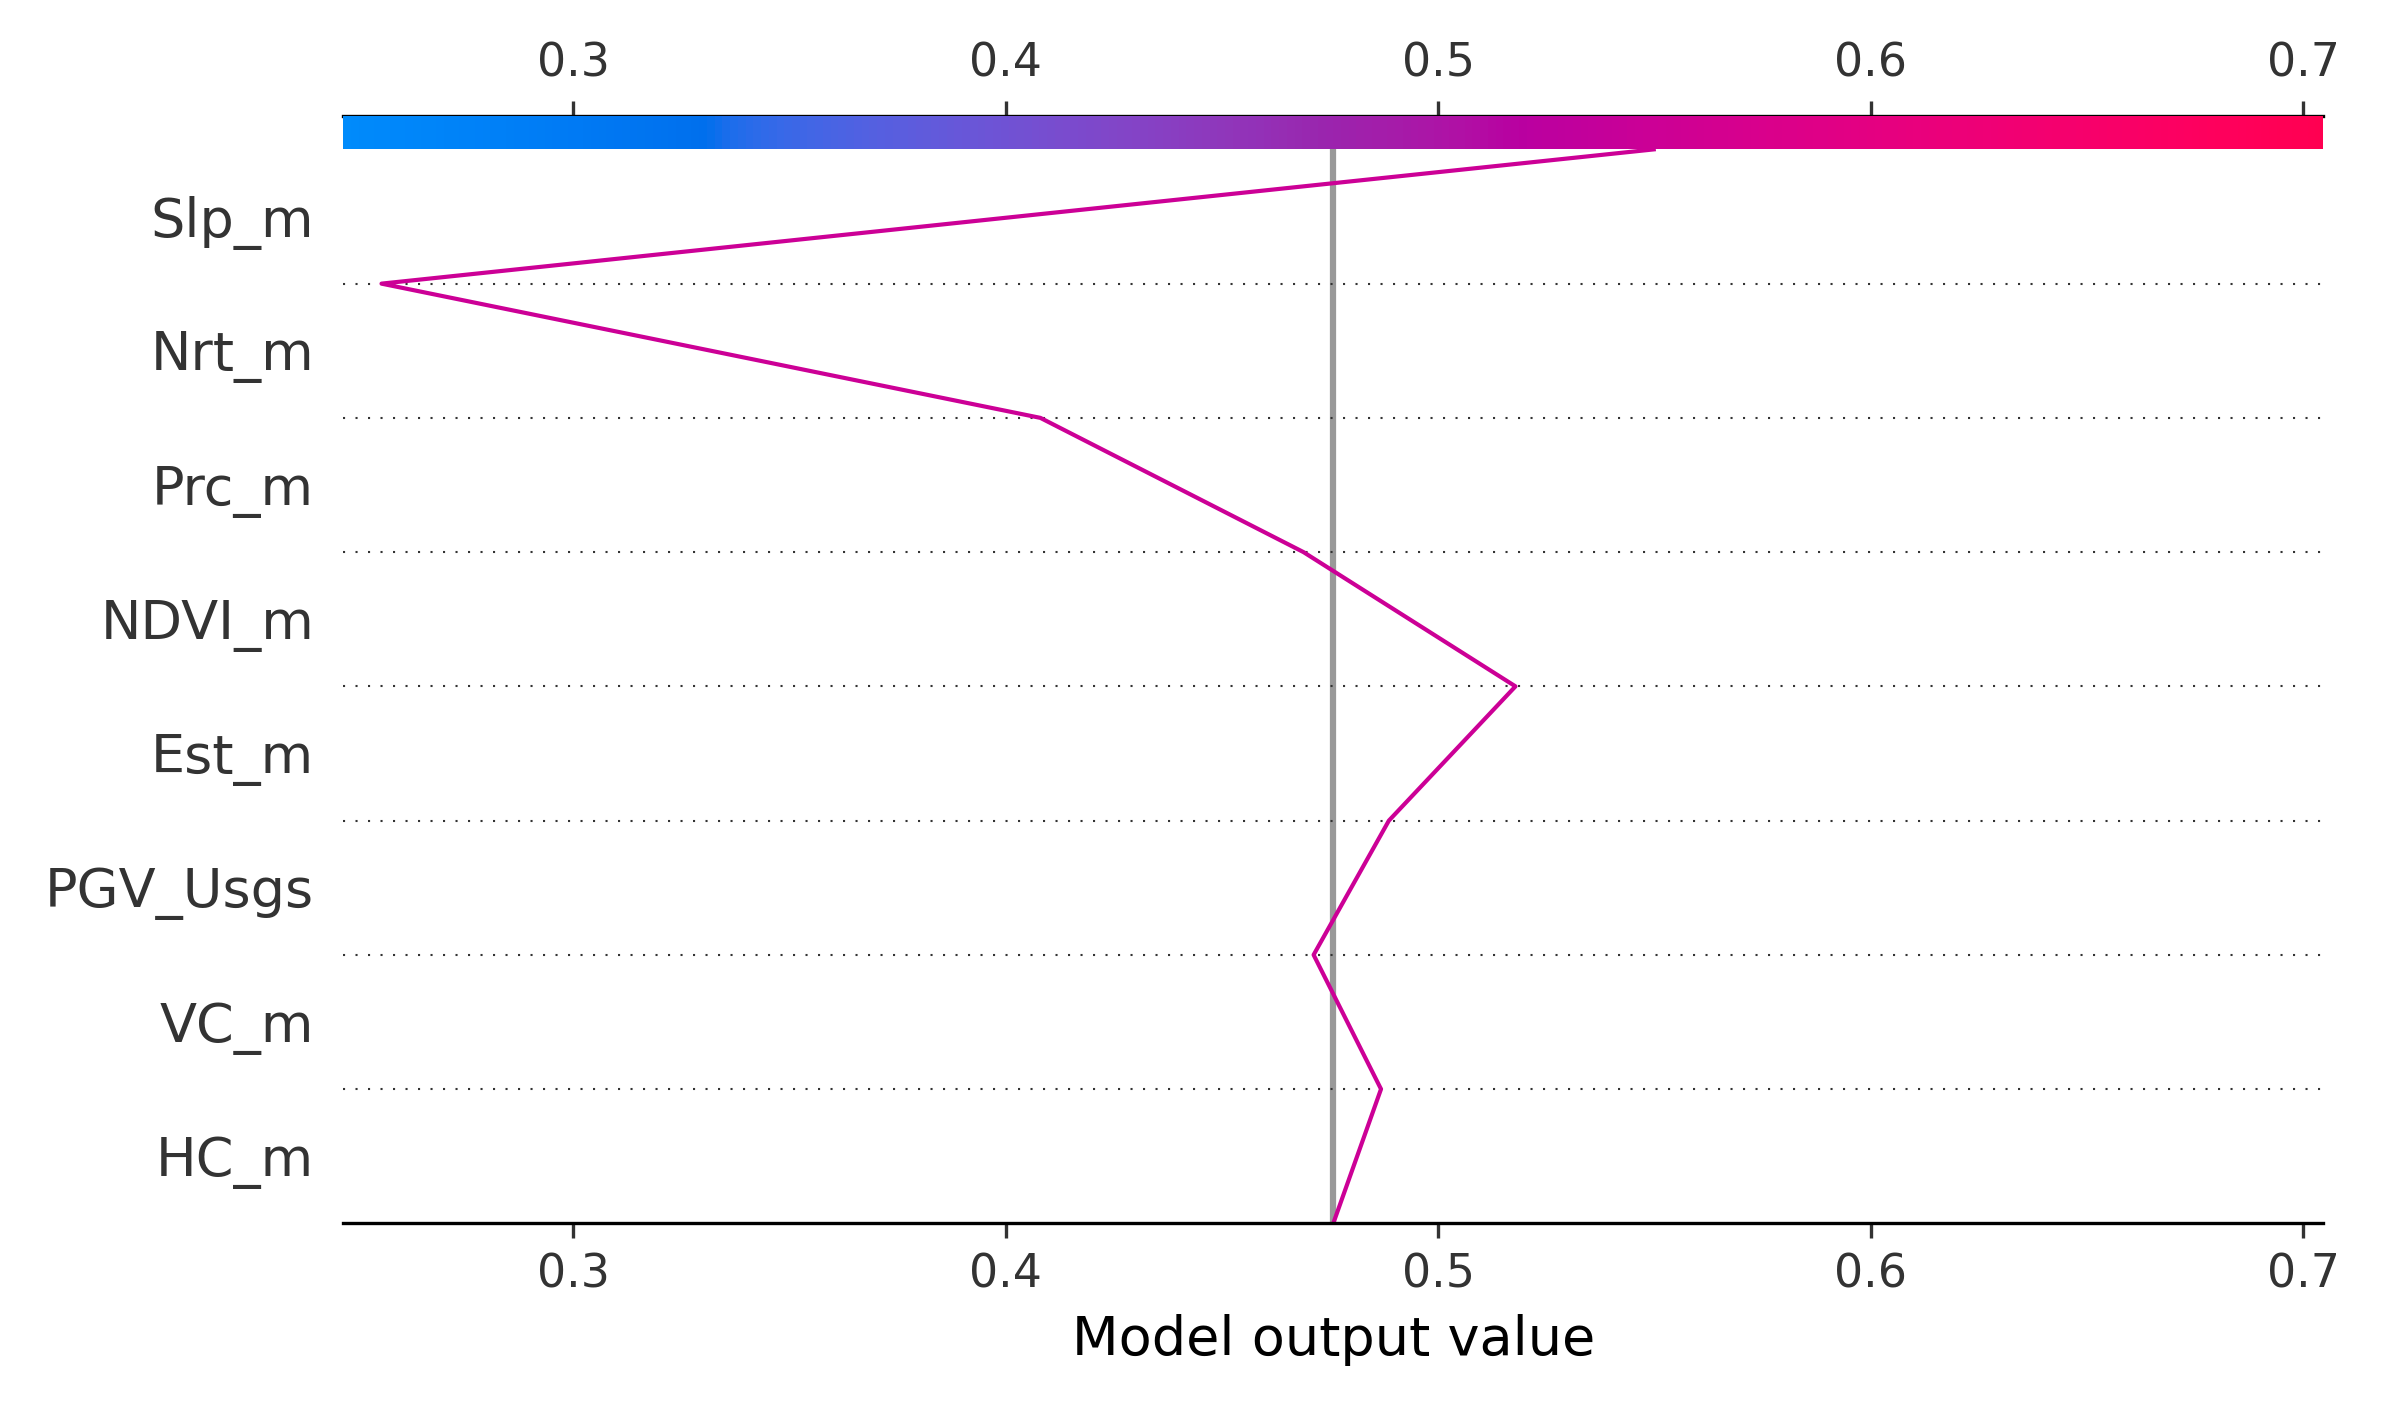 0.3 0.4 0.5 0.6 0.7
Slp_m
Nrt_m
Prc_m
NDVI_m
Est_m
PGV_Usgs
VC_m
HC_m
0.3 0.4 0.5 0.6 0.7
Model output value